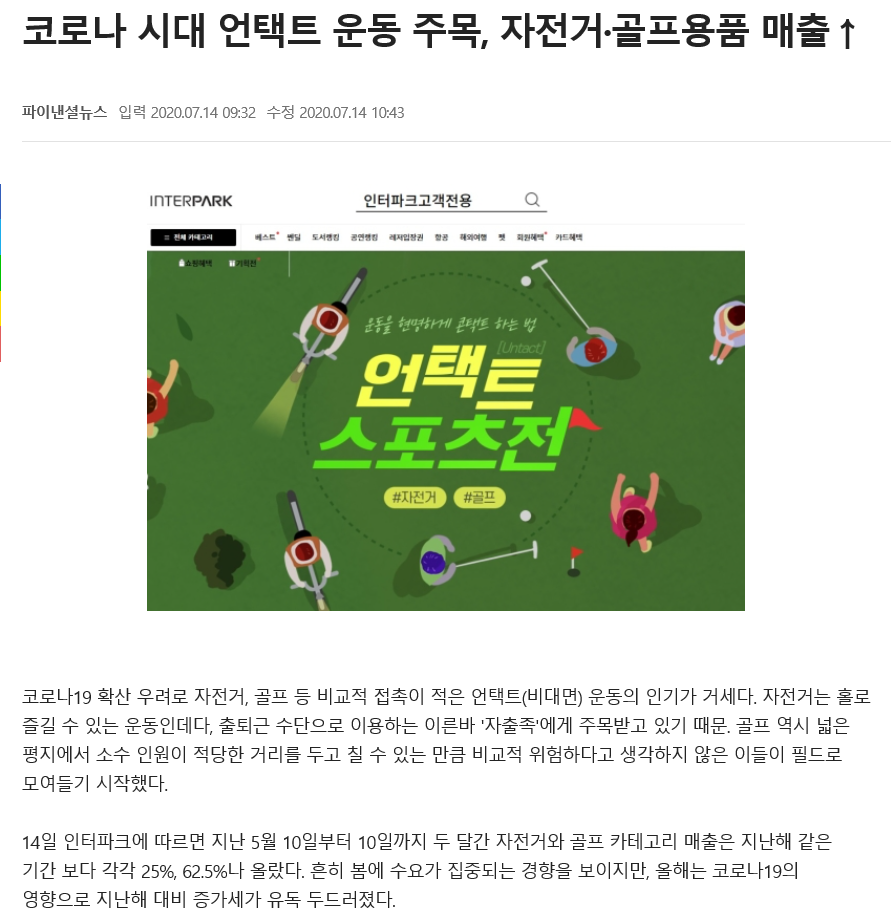 코로나 시대 언택트 운동 주목, 자전거·골프용품 매출↑
파이낸셜뉴스 입력 2020.07.14 09:32 수정 2020.07.14 10:43
INTERPARK 인터파크고객전용
전체 카테고리 베스트 변딜 도서랭킹 공연랭킹 레저입장권 항공 해외여행 펫 회원혜택 카드혜택
쇼핑혜택 기획전
운동을 현명하게 콘택트 하는 법
[Untact]
언택트
스포츠전
#자전거 #골프
코로나19 확산 우려로 자전거, 골프 등 비교적 접촉이 적은 언택트(비대면) 운동의 인기가 거세다. 자전거는 홀로
즐길 수 있는 운동인데다, 출퇴근 수단으로 이용하는 이른바 '자출족'에게 주목받고 있기 때문. 골프 역시 넓은
평지에서 소수 인원이 적당한 거리를 두고 칠 수 있는 만큼 비교적 위험하다고 생각하지 않은 이들이 필드로
모여들기 시작했다.
14일 인터파크에 따르면 지난 5월 10일부터 10일까지 두 달간 자전거와 골프 카테고리 매출은 지난해 같은
기간 보다 각각 25%, 62.5%나 올랐다. 흔히 봄에 수요가 집중되는 경향을 보이지만, 올해는 코로나19의
영향으로 지난해 대비 증가세가 유독 두드러졌다.